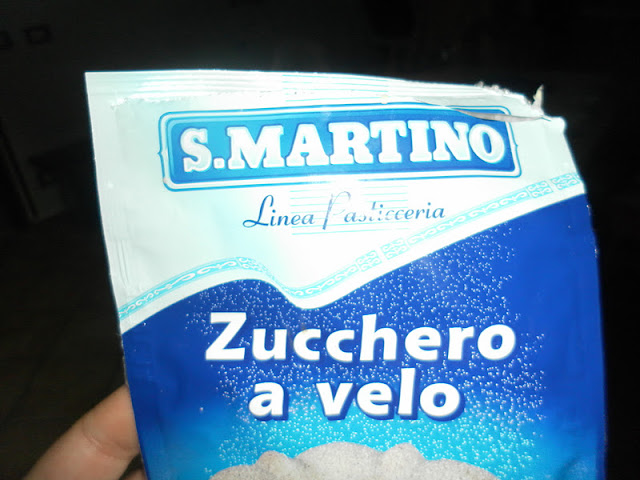 S.MARTINO
Linea Pasticceria
Zucchero
a velo